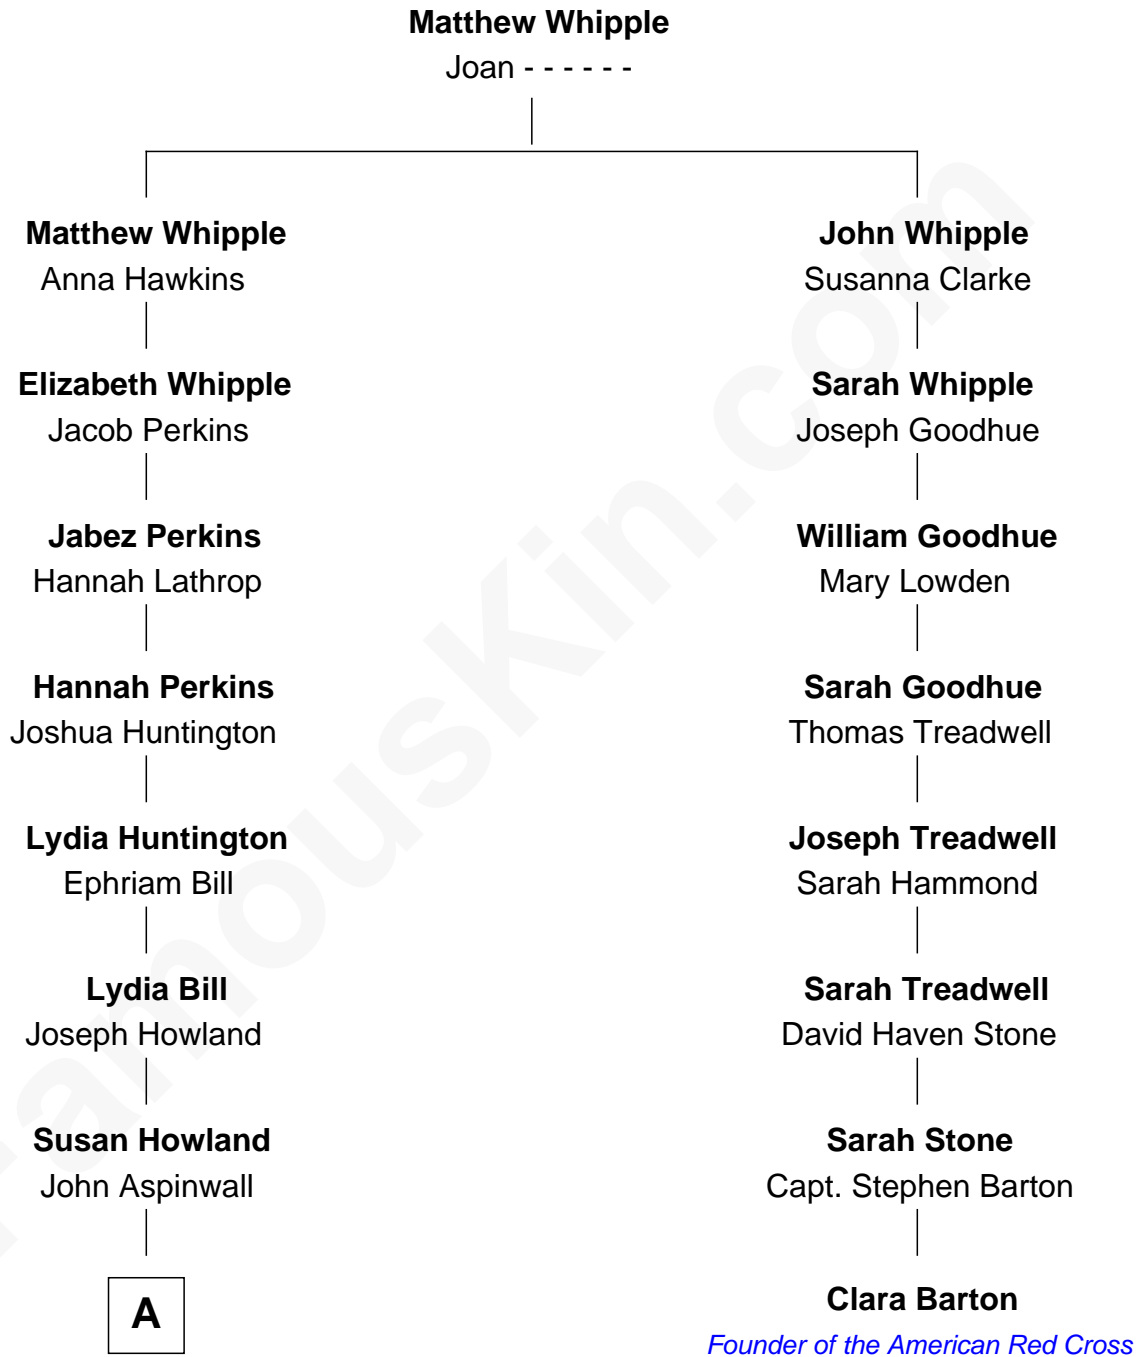 Matthew Whipple
Joan - - - - - -
Matthew Whipple
Anna Hawkins
Elizabeth Whipple
Jacob Perkins
Jabez Perkins
Hannah Lathrop
Hannah Perkins
Joshua Huntington
Lydia Huntington
Ephriam Bill
Lydia Bill
Joseph Howland
Susan Howland
John Aspinwall
A
John Whipple
Susanna Clarke
Sarah Whipple
Joseph Goodhue
William Goodhue
Mary Lowden
Sarah Goodhue
Thomas Treadwell
Joseph Treadwell
Sarah Hammond
Sarah Treadwell
David Haven Stone
Sarah Stone
Capt. Stephen Barton
Clara Barton
Founder of the American Red Cross
FamousKin.com